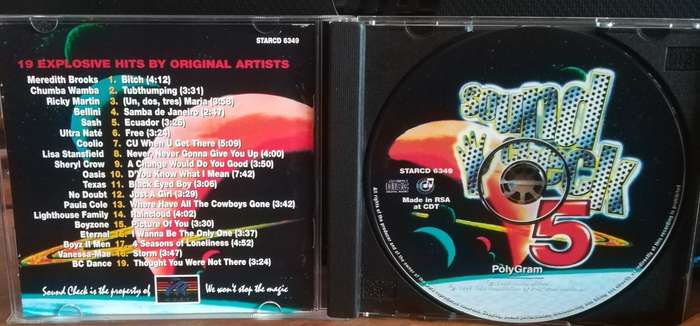 STARCD 6349
19 EXPLOSIVE HITS BY ORIGINAL ARTISTS
Meredith Brooks 1. Bitch (4:12)
Chumba Wamba 2. Tubthumping (3:31)
Ricky Martin 3. (Un, dos, tres) Maria (3:58)
Bellini 4. Samba de Janeiro (2:47)
Sash 5. Ecuador (3:26)
Ultra Naté 6. Free (3:24)
Coolio 7. CU When U Get There (5:09)
Lisa Stansfield 8. Never, Never Gonna Give You Up (4:00)
Sheryl Crow 9. A Change Would Do You Good (3:50)
Oasis 10. D'You Know What I Mean (7:42)
Texas 11. Black Eyed Boy (3:06)
No Doubt 12. Just A Girl (3:29)
Paula Cole 13. Where Have All The Cowboys Gone (3:42)
Lighthouse Family 14. Raincloud (4:02)
Boyzone 15. Picture Of You (3:30)
Eternal 16. I Wanna Be The Only One (3:37)
Boyz II Men 17. 4 Seasons of Loneliness (4:52)
Vanessa-Mae 18. Storm (3:47)
BC Dance 19. Thought You Were Not There (3:24)
Sound Check is the property of
We won't stop the magic
sound check 5
STARCD 6349
Made in RSA
at CDT
PolyGram